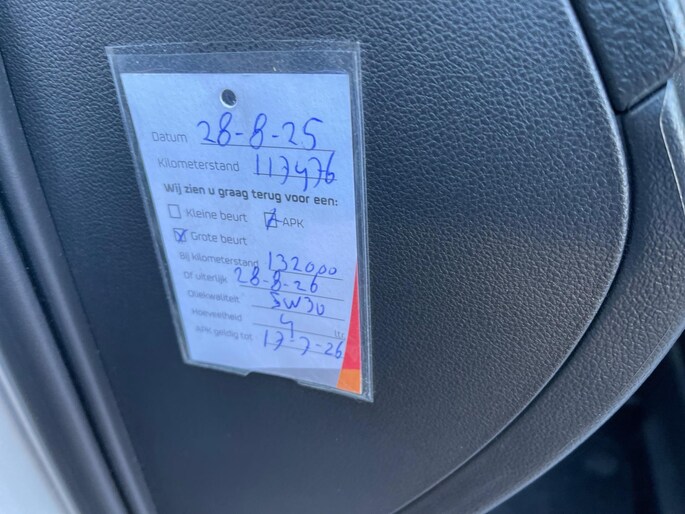 Datum 28-8-25
Kilometerstand 117476
Wij zien u graag terug voor een:
Kleine beurt APK
Grote beurt
Bij kilometerstand 132000
Of uiterlijk 28-8-26
Oliekwaliteit 5W30
Hoeveelheid 4 ltr
APK geldig tot 17-7-26